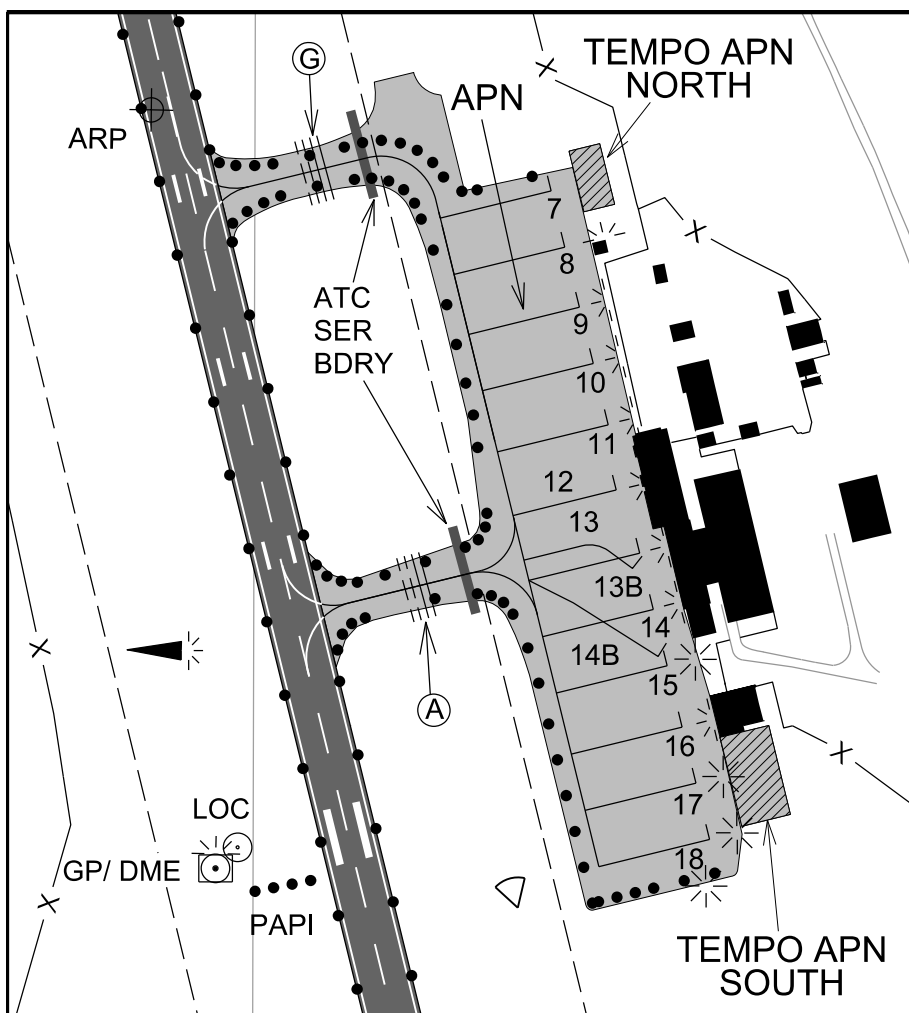 G
TEMPO APN
NORTH
APN
ARP
7
8
ATC
SER
BDRY
9
10
11
12
13
13B
14
14B
15
A
16
17
LOC
GP/ DME
18
PAPI
TEMPO APN
SOUTH